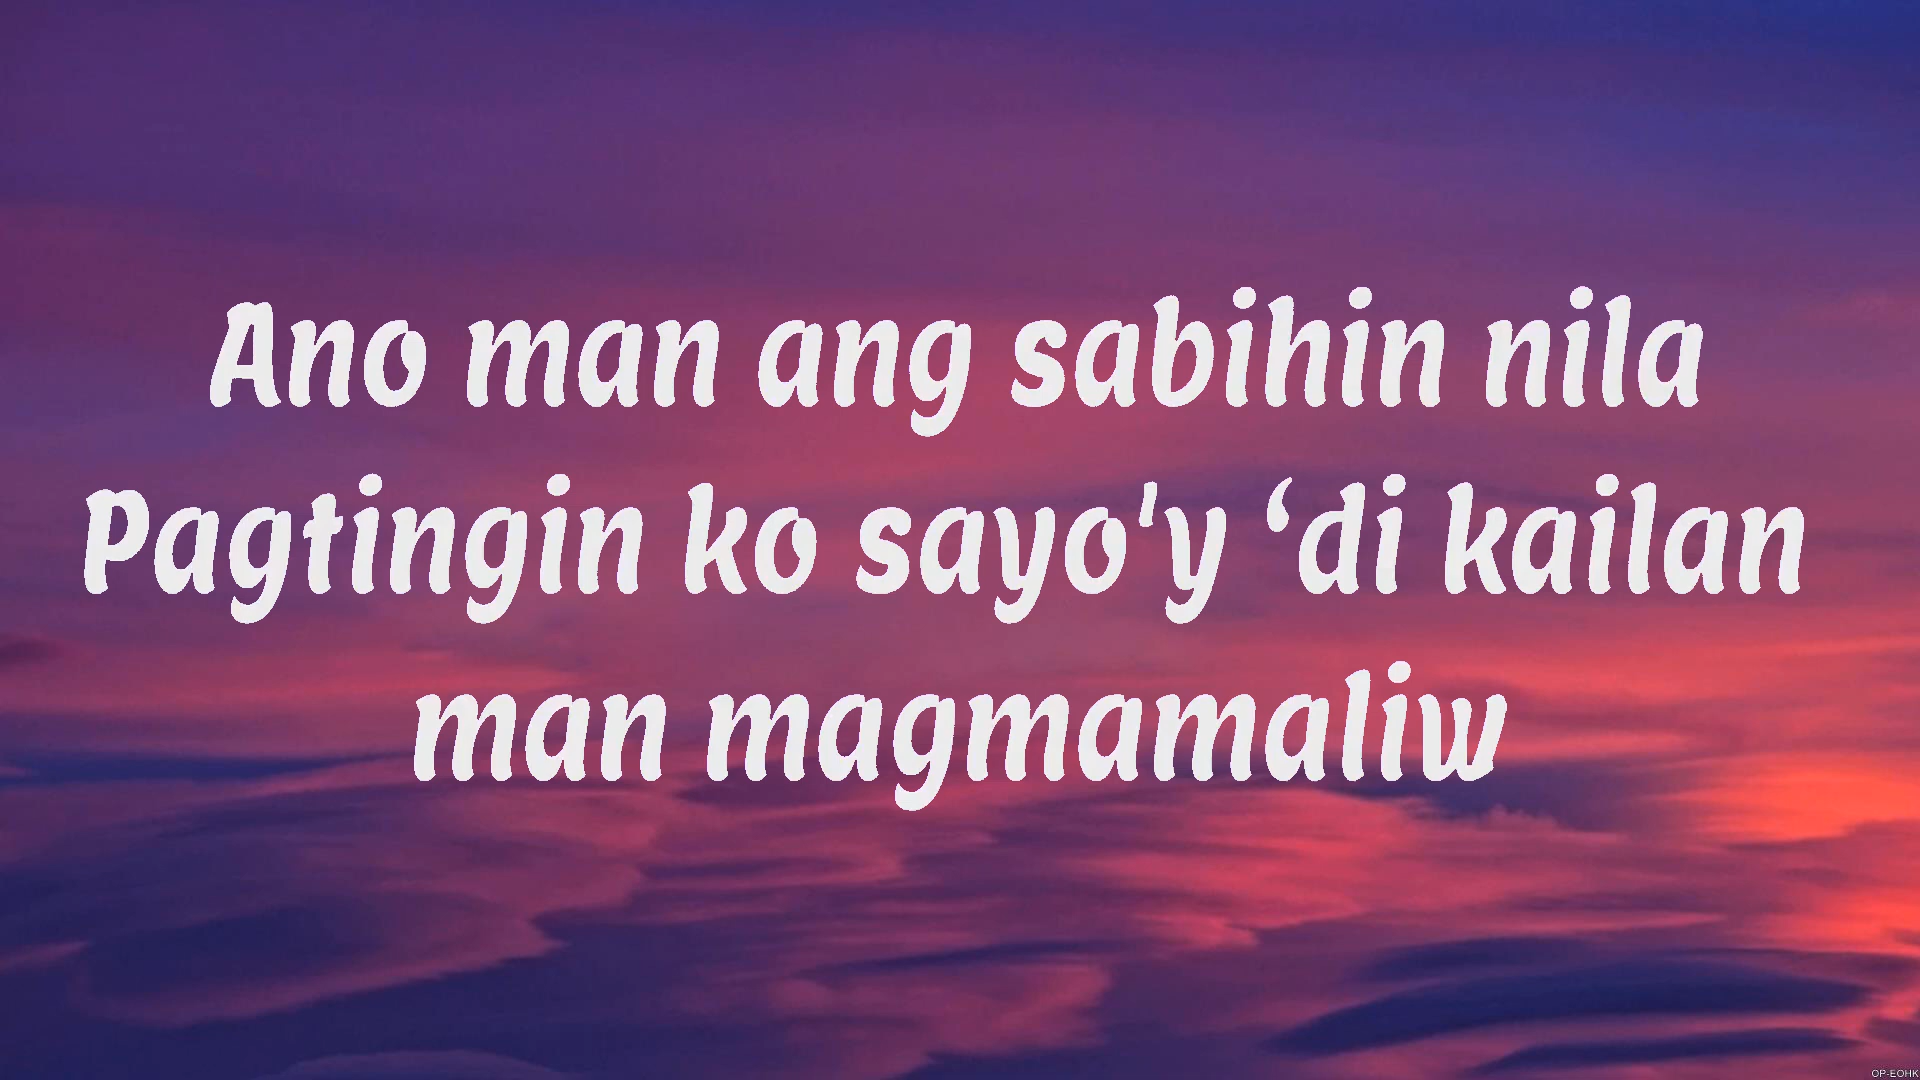 Ano man ang sabihin nila
Pagtingin ko sayo'y ‘di kailan
man magmamaliw
OP-EOHK